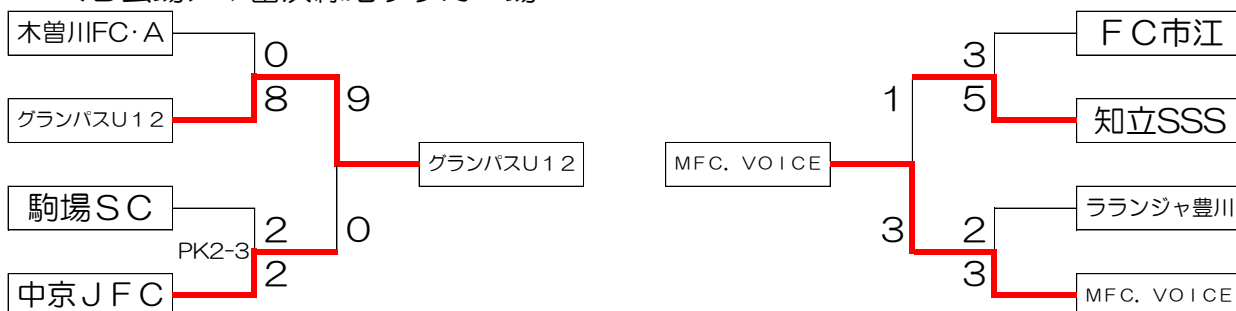 木曽川FC･A
0
8
グランパスU12
9
グランパスU12
駒場SC
PK2-3
2
2
0
中京JFC
FC市江
3
5
1
知立SSS
MFC. VOICE
ラランジャ豊川
3
2
3
MFC. VOICE